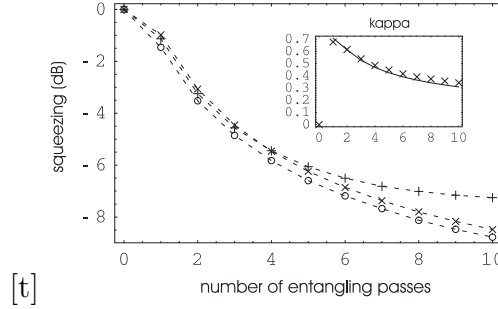 kappa
0.7
0.6
0.5
0.4
0.3
0.2
0.1
0
0 2 4 6 8 10
0
- 2
- 4
- 6
- 8
squeezing (dB)
0 2 4 6 8 10
number of entangling passes
[t]